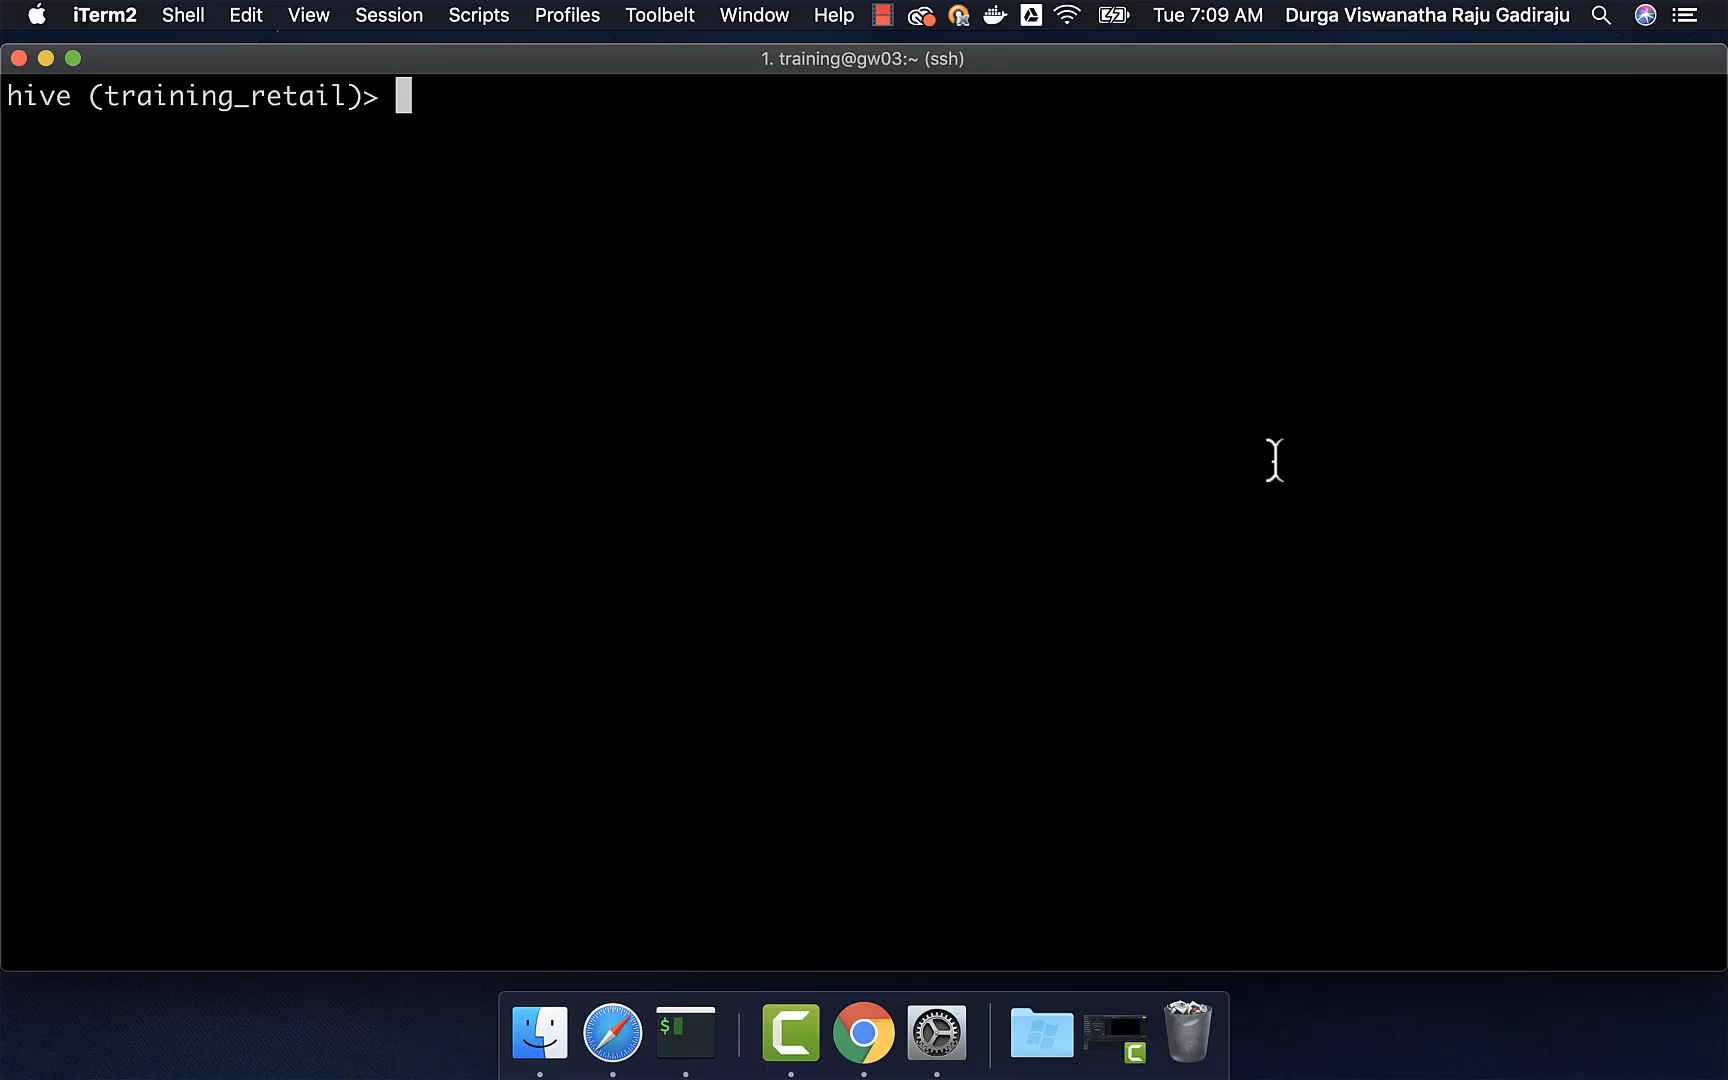 iTerm2 Shell Edit View Session Scripts Profiles Toolbelt Window Help Tue 7:09 AM Durga Viswanatha Raju Gadiraju
1. training@gw03:~ (ssh)
hive (training_retail)>
$